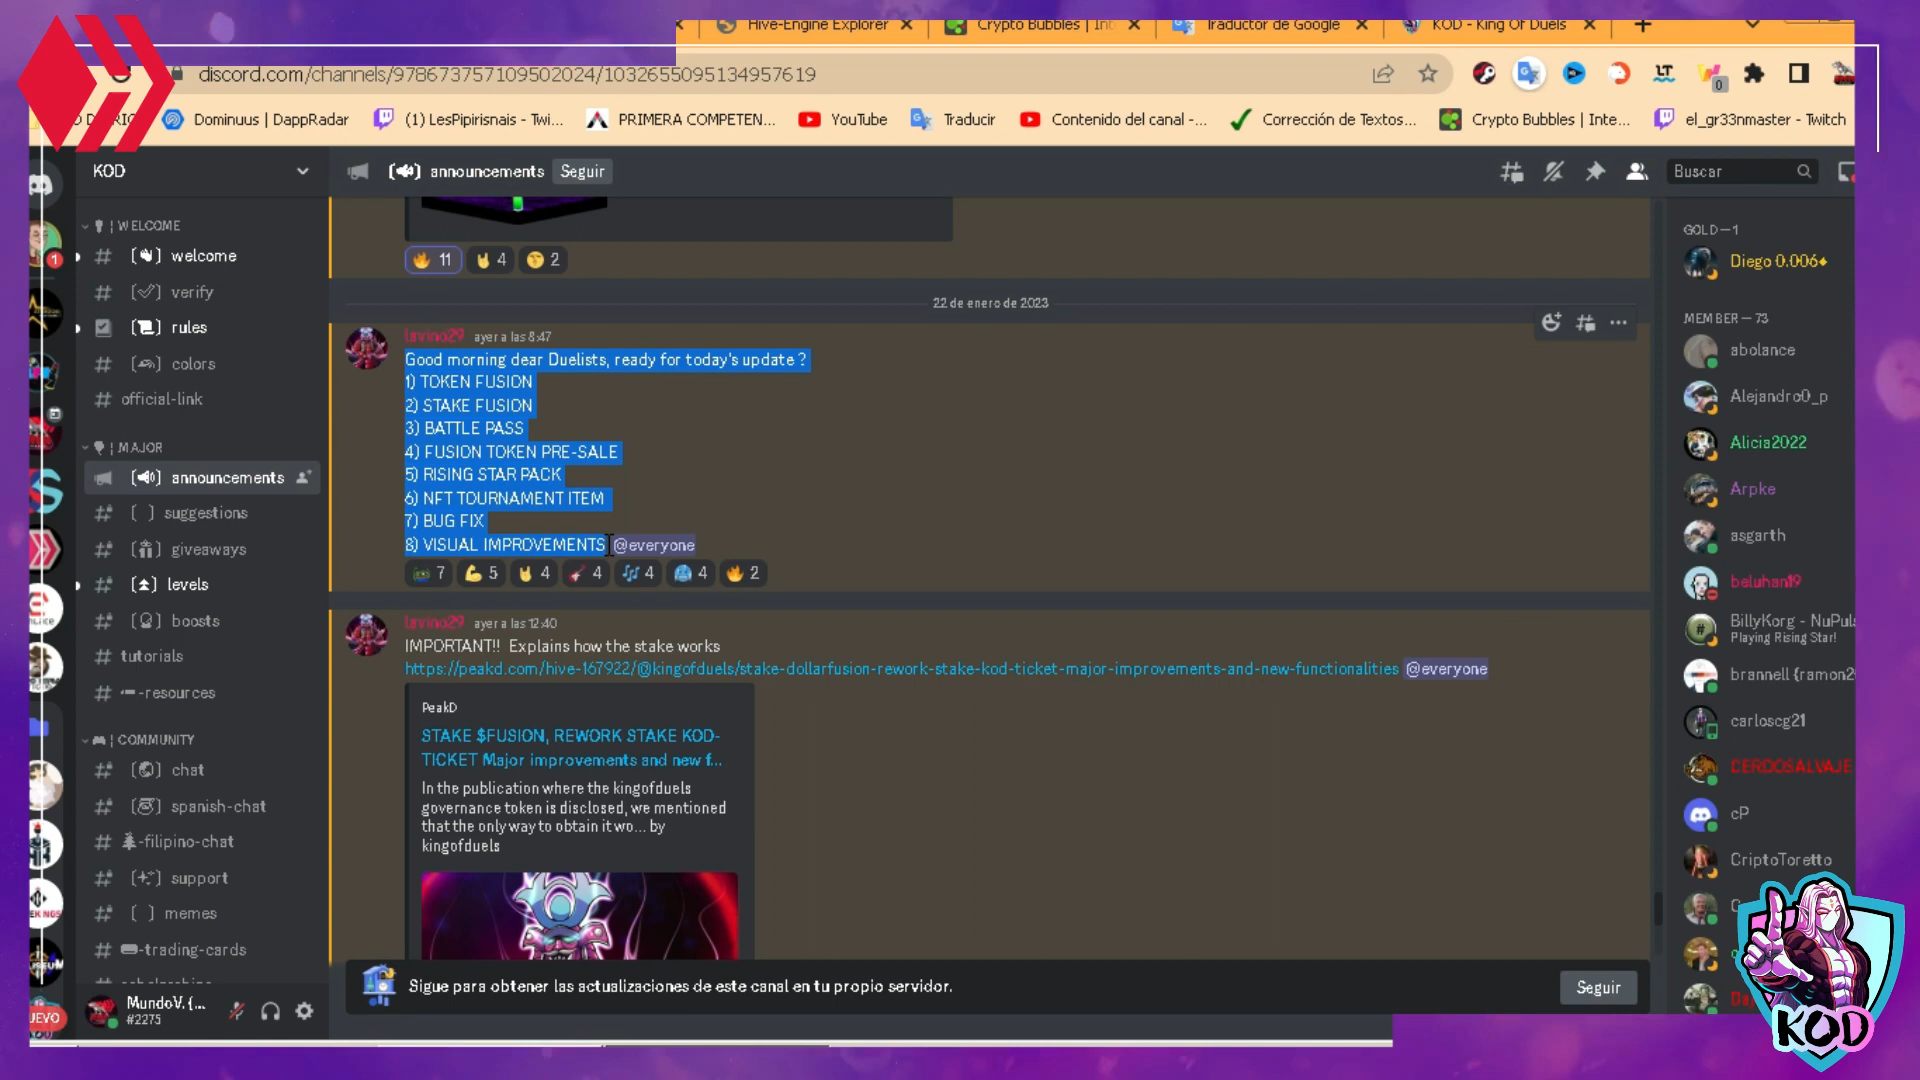 Hive-Engine Explorer
Crypto Bubbles | Int
Traductor de Google
KOD - King Of Duels
discord.com/channels/978673757109502024/1032655095134957619
Dominuus | DappRadar
(1) LesPipirisnais - Twi...
PRIMERA COMPETEN...
YouTube
Traducir
Contenido del canal -...
Corrección de Textos...
Crypto Bubbles | Inte...
el_gr33nmaster - Twitch
KOD
announcements
Seguir
Buscar
WELCOME
welcome
verify
rules
colors
official-link
MAJOR
announcements
suggestions
giveaways
levels
boosts
tutorials
-resources
COMMUNITY
chat
spanish-chat
-filipino-chat
support
memes
-trading-cards
MundoV. {...
#2275
11
4
2
22 de enero de 2023
lavino29 ayer a las 8:47
Good morning dear Duelists, ready for today's update ?
1) TOKEN FUSION
2) STAKE FUSION
3) BATTLE PASS
4) FUSION TOKEN PRE-SALE
5) RISING STAR PACK
6) NFT TOURNAMENT ITEM
7) BUG FIX
8) VISUAL IMPROVEMENTS @everyone
7 5 4 4 4 4 2
lavino29 ayer a las 12:40
IMPORTANT!! Explains how the stake works
https://peakd.com/hive-167922/@kingofduels/stake-dollarfusion-rework-stake-kod-ticket-major-improvements-and-new-functionalities @everyone
PeakD
STAKE $FUSION, REWORK STAKE KOD-
TICKET Major improvements and new f...
In the publication where the kingofduels
governance token is disclosed, we mentioned
that the only way to obtain it wo... by
kingofduels
Sigue para obtener las actualizaciones de este canal en tu propio servidor.
Seguir
GOLD—1
Diego 0.006
MEMBER—73
abolance
Alejandro0_p
Alicia2022
Arpke
asgarth
beluhan19
BillyKorg - NuPuls
Playing Rising Star!
brannell {ramon2
carloscg21
CERDOSALVAJE
cP
CriptoToretto
KOD